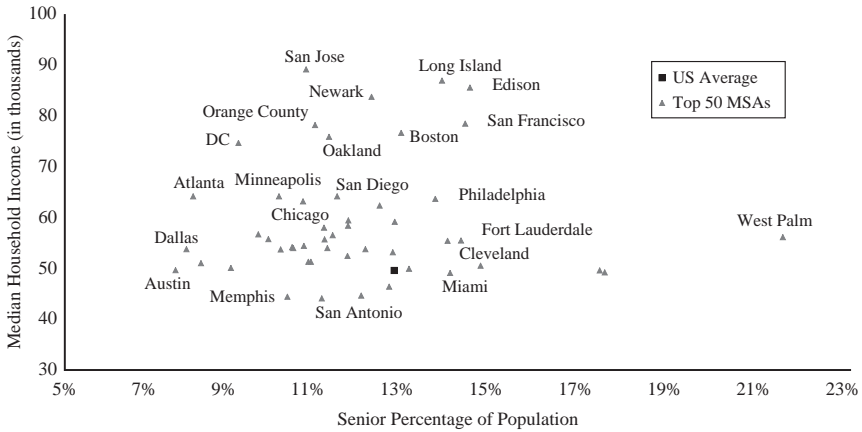 100
90
80
70
60
50
40
30
Median Household Income (in thousands)
San Jose
Long Island
Newark
Edison
Orange County
San Francisco
DC
Oakland
Boston
Atlanta
Minneapolis
San Diego
Philadelphia
Chicago
West Palm
Dallas
Fort Lauderdale
Cleveland
Austin
Memphis
Miami
San Antonio
US Average
Top 50 MSAs
5% 7% 9% 11% 13% 15% 17% 19% 21% 23%
Senior Percentage of Population